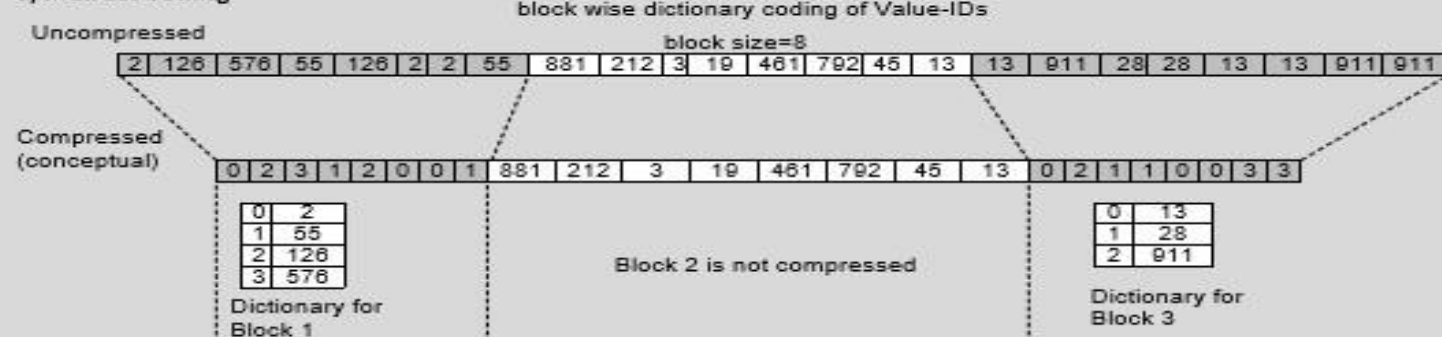 block wise dictionary coding of Value-IDs
Uncompressed
block size=8
2 126 576 55 126 2 2 55 881 212 3 19 461 792 45 13 13 911 28 28 13 13 911 911
Compressed
(conceptual)
0 2 3 1 2 0 0 1 881 212 3 19 461 792 45 13 0 2 1 1 0 0 3 3
0 2
1 55
2 126
3 576
Dictionary for
Block 1
Block 2 is not compressed
0 13
1 28
2 911
Dictionary for
Block 3